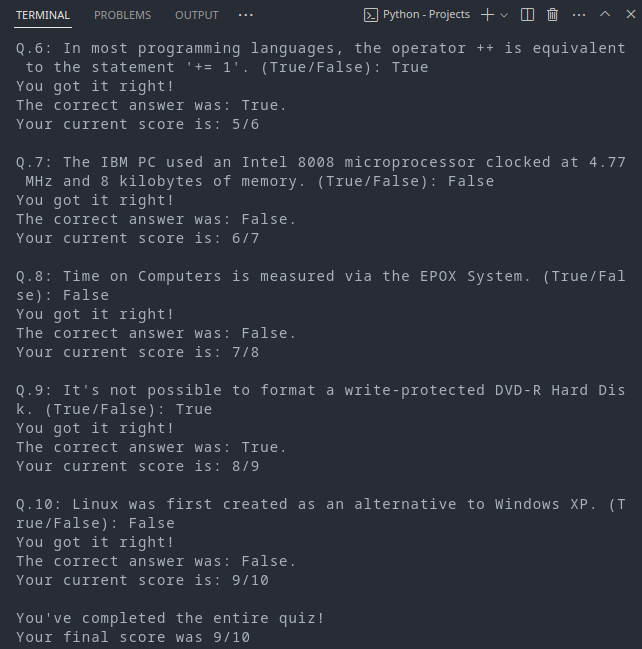 TERMINAL PROBLEMS OUTPUT ··· Python - Projects
Q.6: In most programming languages, the operator ++ is equivalent
to the statement '+= 1'. (True/False): True
You got it right!
The correct answer was: True.
Your current score is: 5/6
Q.7: The IBM PC used an Intel 8008 microprocessor clocked at 4.77
MHz and 8 kilobytes of memory. (True/False): False
You got it right!
The correct answer was: False.
Your current score is: 6/7
Q.8: Time on Computers is measured via the EPOX System. (True/Fal
se): False
You got it right!
The correct answer was: False.
Your current score is: 7/8
Q.9: It's not possible to format a write-protected DVD-R Hard Dis
k. (True/False): True
You got it right!
The correct answer was: True.
Your current score is: 8/9
Q.10: Linux was first created as an alternative to Windows XP. (T
rue/False): False
You got it right!
The correct answer was: False.
Your current score is: 9/10
You've completed the entire quiz!
Your final score was 9/10